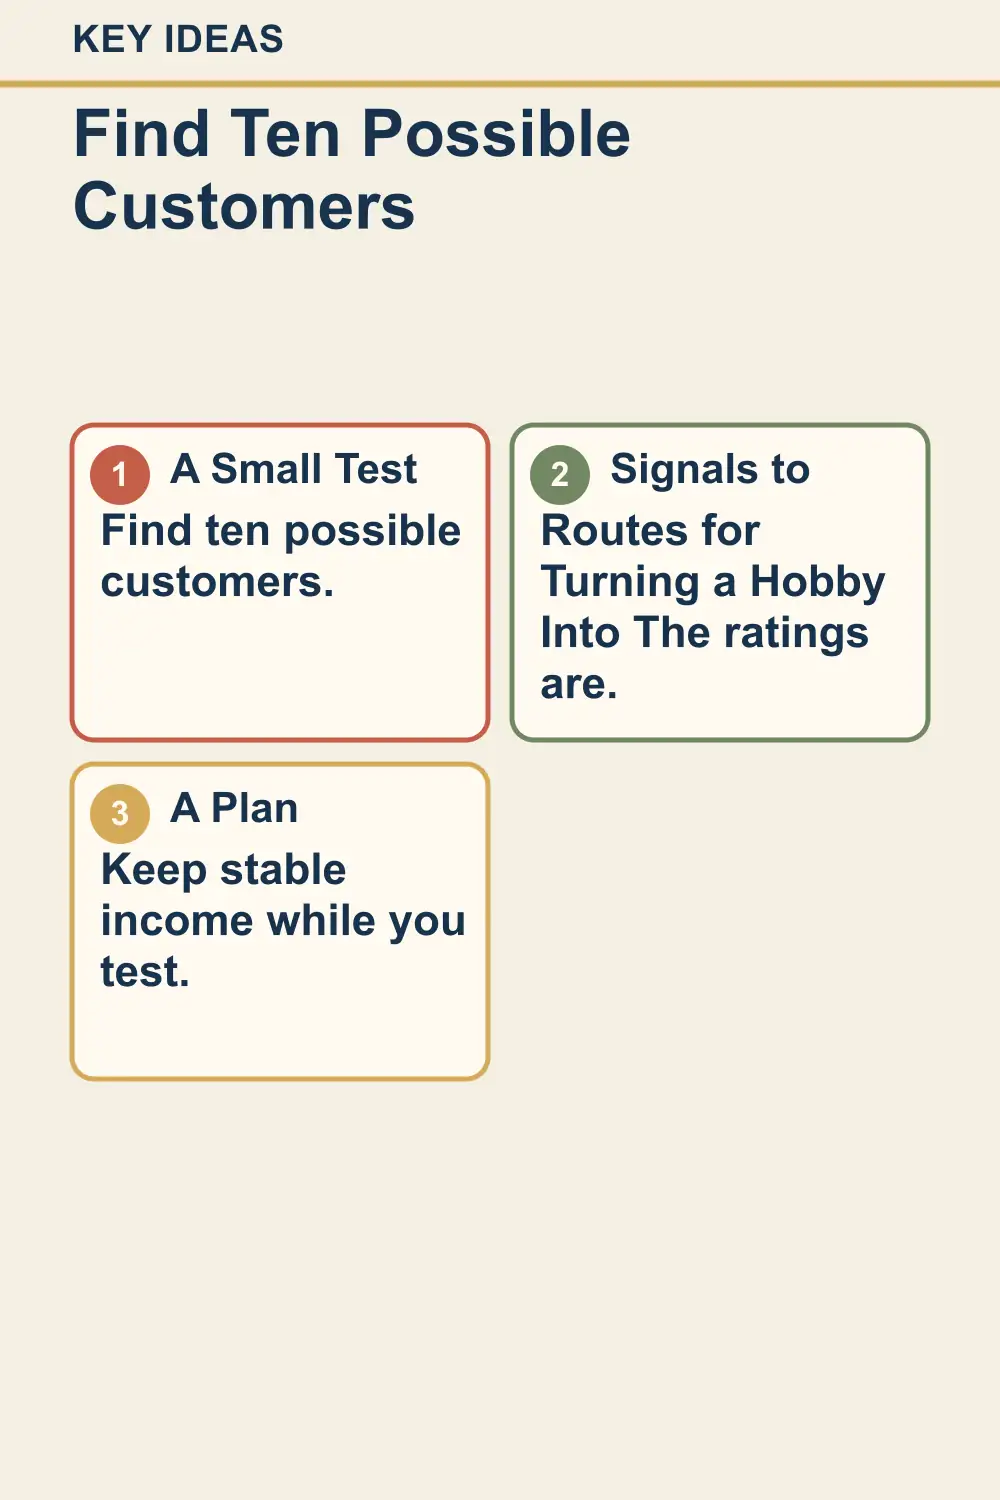 KEY IDEAS
Find Ten Possible
Customers
1 A Small Test
Find ten possible
customers.
2 Signals to
Routes for
Turning a Hobby
Into The ratings
are.
3 A Plan
Keep stable
income while you
test.